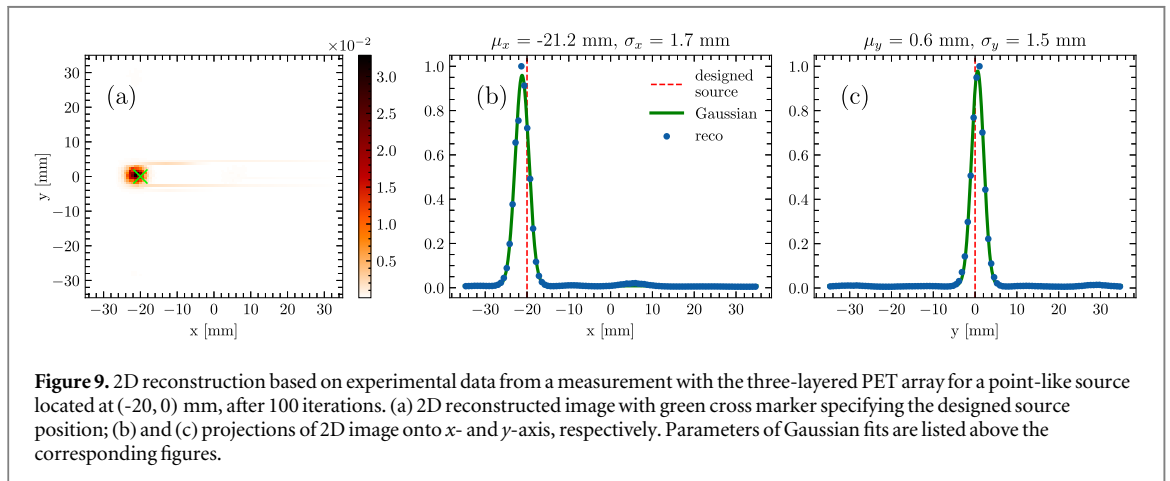 μx = -21.2 mm, σx = 1.7 mm
μy = 0.6 mm, σy = 1.5 mm
×10−2
(a)
30
20
10
0
−10
−20
−30
y [mm]
−30 −20 −10 0 10 20 30
x [mm]
3.0
2.5
2.0
1.5
1.0
0.5
(b)
1.0
0.8
0.6
0.4
0.2
0.0
designed
source
Gaussian
reco
−30 −20 −10 0 10 20 30
x [mm]
(c)
1.0
0.8
0.6
0.4
0.2
0.0
−30 −20 −10 0 10 20 30
y [mm]
Figure 9. 2D reconstruction based on experimental data from a measurement with the three-layered PET array for a point-like source
located at (-20, 0) mm, after 100 iterations. (a) 2D reconstructed image with green cross marker specifying the designed source
position; (b) and (c) projections of 2D image onto x- and y-axis, respectively. Parameters of Gaussian fits are listed above the
corresponding figures.